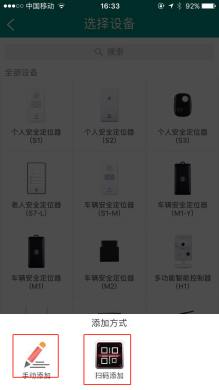 中国移动 16:33 92%
选择设备
搜索
全部设备
个人安全定位器 个人安全定位器 个人安全定位器
(S1) (S2) (S3)
老人安全定位器 车辆安全定位器 车辆安全定位器
(S7-L) (S1-M) (M1-Y)
车辆安全定位器 车辆安全定位器 多功能智能控制器
(M1) (M2) (H1)
添加方式
手动添加 扫码添加